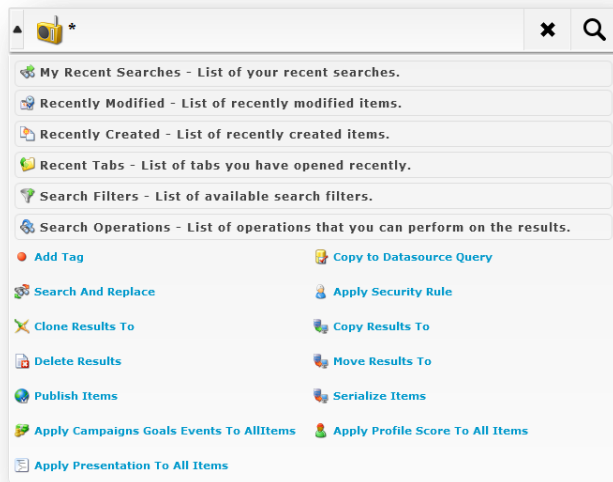 *
My Recent Searches - List of your recent searches.
Recently Modified - List of recently modified items.
Recently Created - List of recently created items.
Recent Tabs - List of tabs you have opened recently.
Search Filters - List of available search filters.
Search Operations - List of operations that you can perform on the results.
Add Tag Copy to Datasource Query
Search And Replace Apply Security Rule
Clone Results To Copy Results To
Delete Results Move Results To
Publish Items Serialize Items
Apply Campaigns Goals Events To AllItems Apply Profile Score To All Items
Apply Presentation To All Items